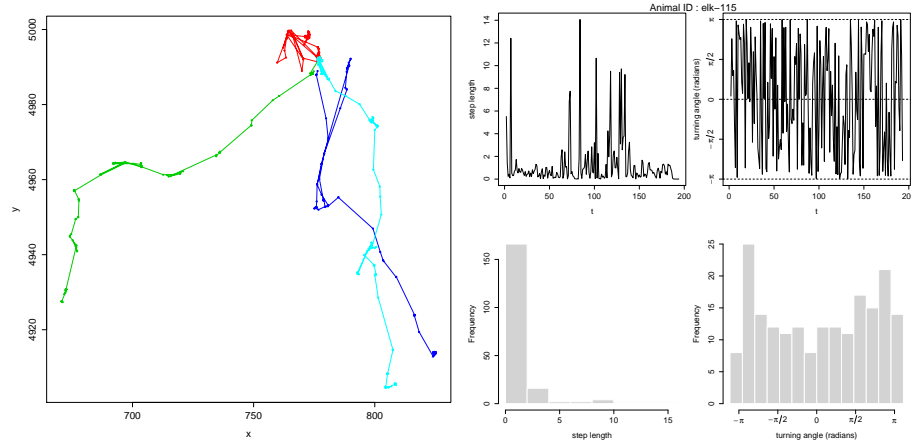 Animal ID : elk−115
y
4920 4940 4960 4980 5000
700 750 800
x
step length
0 2 4 6 8 10 12 14
0 50 100 150 200
t
turning angle (radians)
−π −π/2 0 π/2 π
0 50 100 150 200
t
Frequency
0 50 100 150
0 5 10 15
step length
Frequency
0 5 10 15 20 25
−π −π/2 0 π/2 π
turning angle (radians)